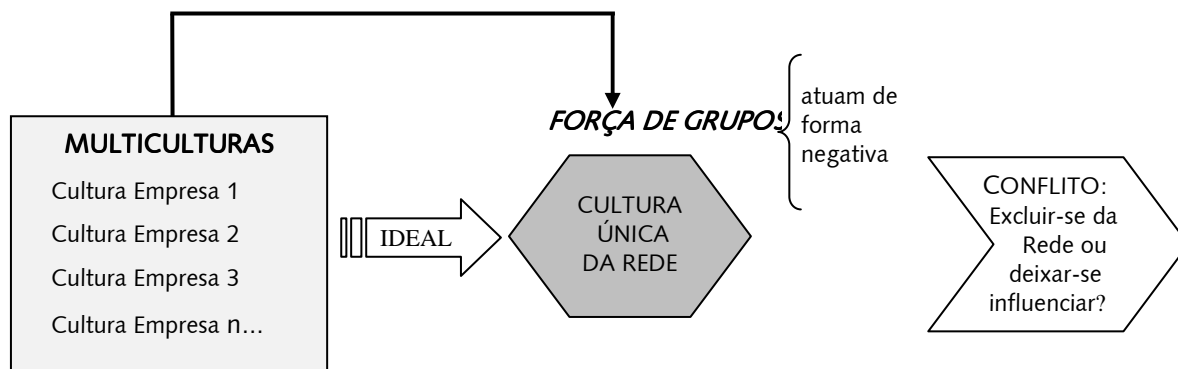 MULTICULTURAS
Cultura Empresa 1
Cultura Empresa 2
Cultura Empresa 3
Cultura Empresa n...
IDEAL
FORÇA DE GRUPOS
atuam de
forma
negativa
CULTURA
ÚNICA
DA REDE
CONFLITO:
Excluir-se da
Rede ou
deixar-se
influenciar?